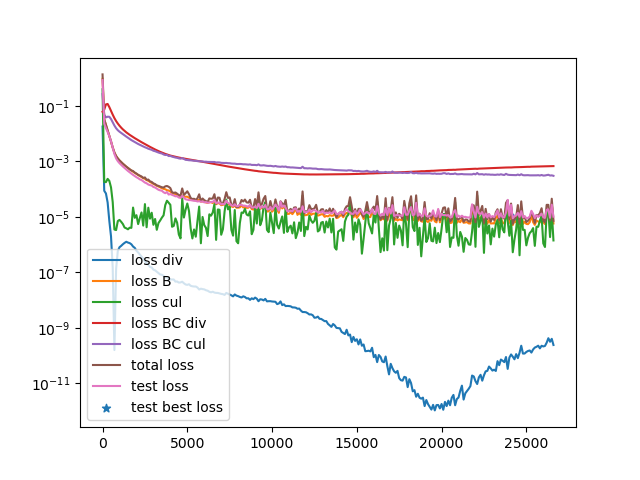 10⁻¹
10⁻³
10⁻⁵
10⁻⁷
10⁻⁹
10⁻¹¹
loss div
loss B
loss cul
loss BC div
loss BC cul
total loss
test loss
test best loss
0 5000 10000 15000 20000 25000